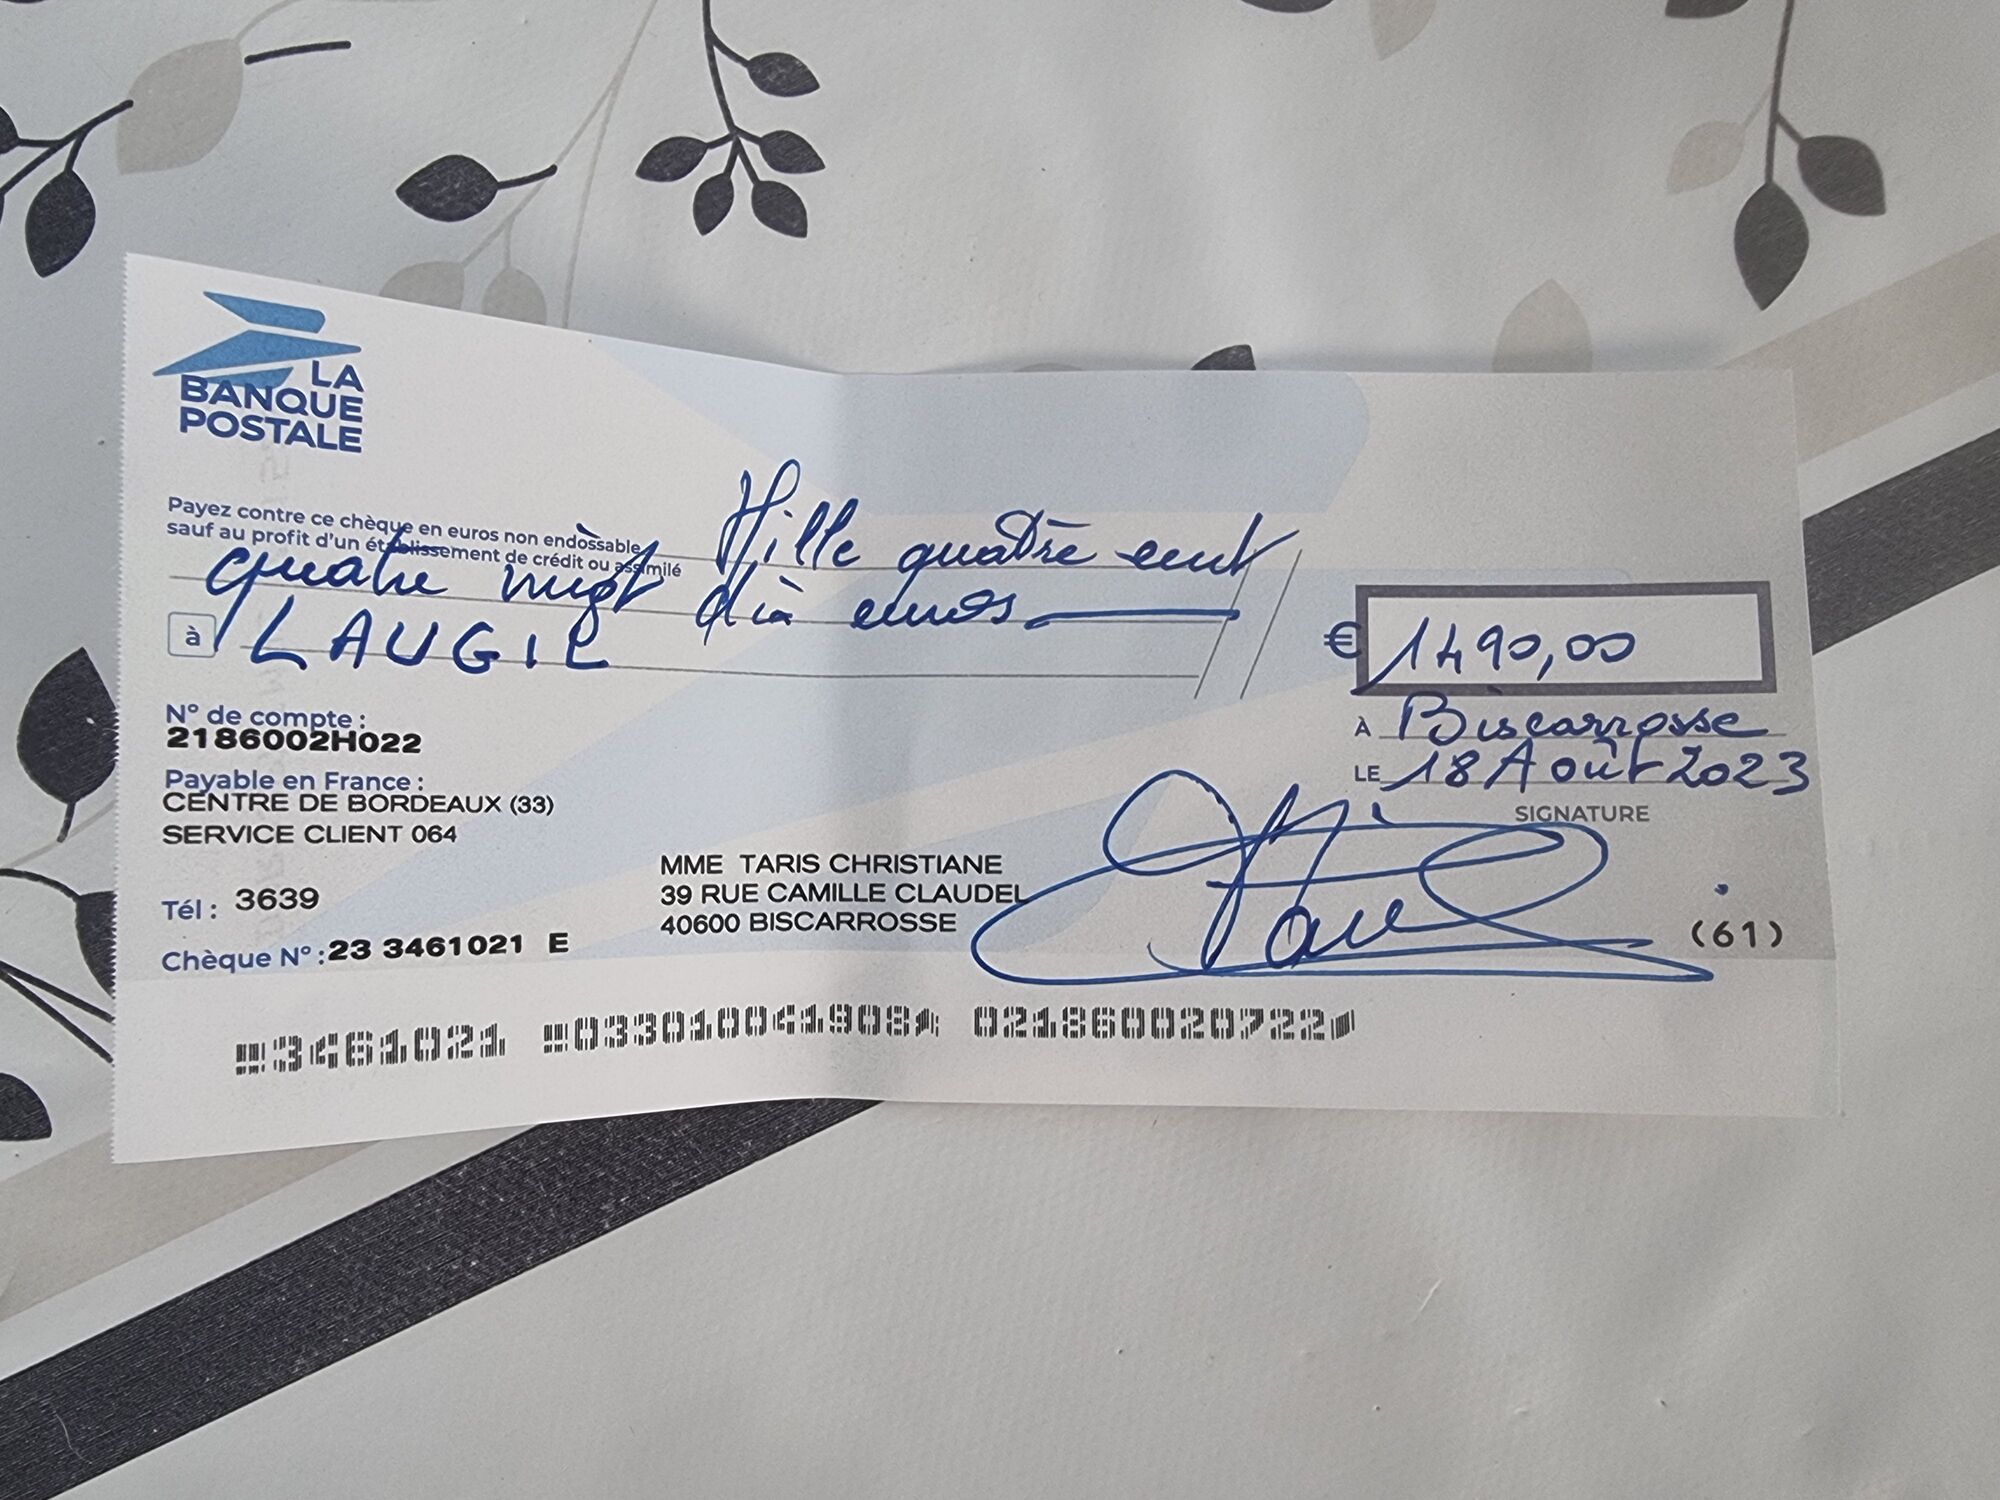 LA
BANQUE
POSTALE
Payez contre ce chèque en euros non endossable
sauf au profit d'un établissement de crédit ou assimilé
Mille quatre cent
quatre vingt dix euros
à LAUGIE
€ 1490,00
À Biscarrosse
LE 18 Août 2023
SIGNATURE
N° de compte :
2186002H022
Payable en France :
CENTRE DE BORDEAUX (33)
SERVICE CLIENT 064
Tél : 3639
Chèque N° : 23 3461021 E
MME TARIS CHRISTIANE
39 RUE CAMILLE CLAUDEL
40600 BISCARROSSE
(61)
3461021 033010041908 021860020722